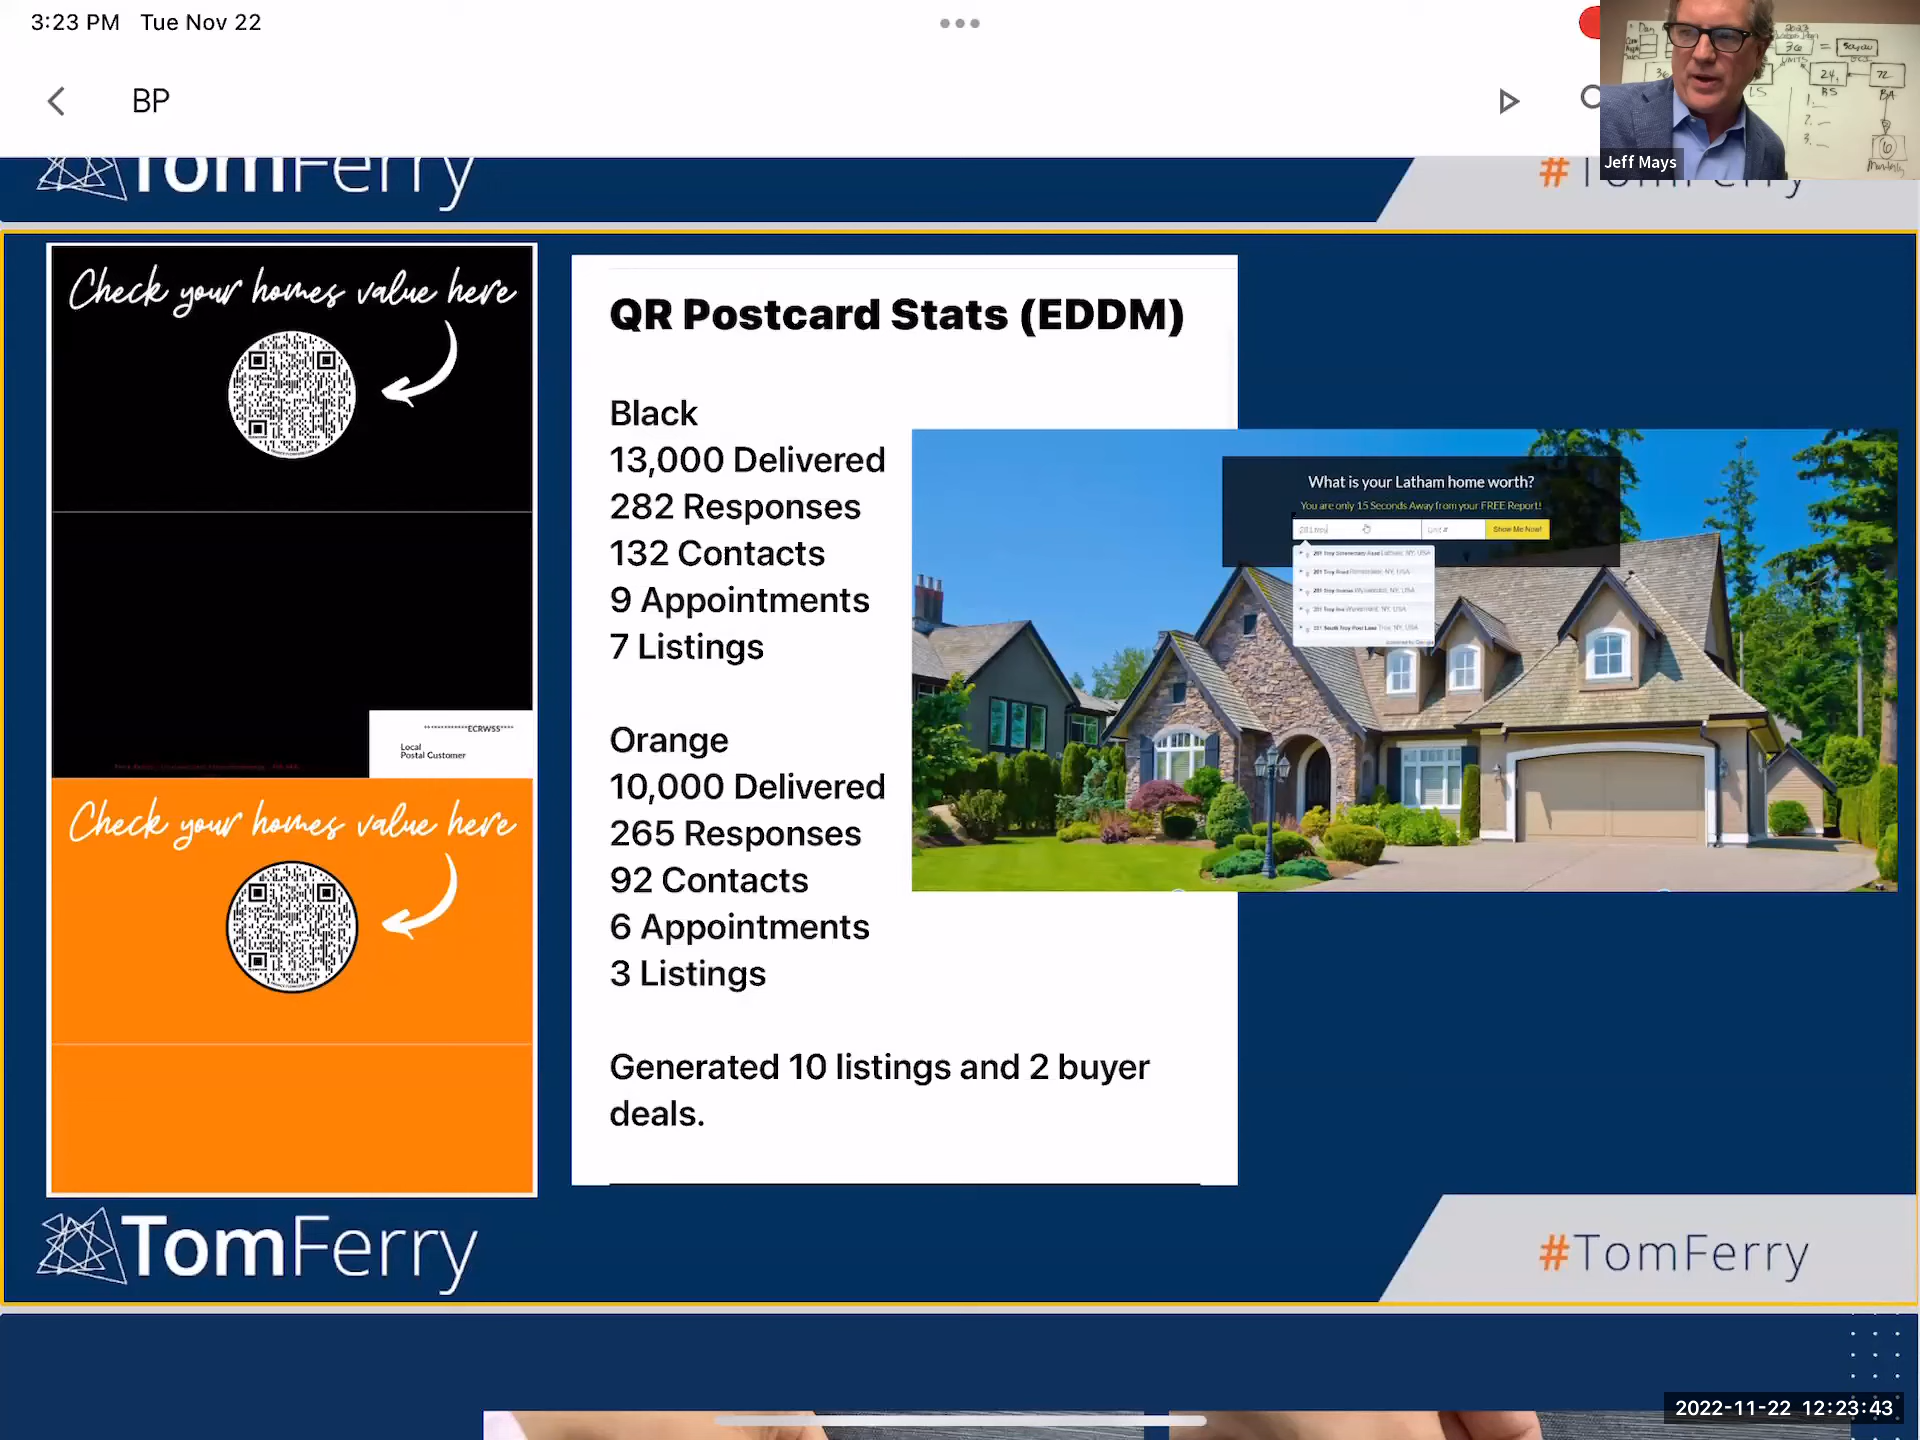 3:23 PM Tue Nov 22
BP
Jeff Mays
TomFerry
#TomFerry
Check your homes value here
ECRWSS
Local
Postal Customer
Check your homes value here
QR Postcard Stats (EDDM)
Black
13,000 Delivered
282 Responses
132 Contacts
9 Appointments
7 Listings
Orange
10,000 Delivered
265 Responses
92 Contacts
6 Appointments
3 Listings
Generated 10 listings and 2 buyer
deals.
What is your Latham home worth?
You are only 15 Seconds Away from your FREE Report!
Unit #
Show Me Now!
TomFerry
#TomFerry
2022-11-22 12:23:43